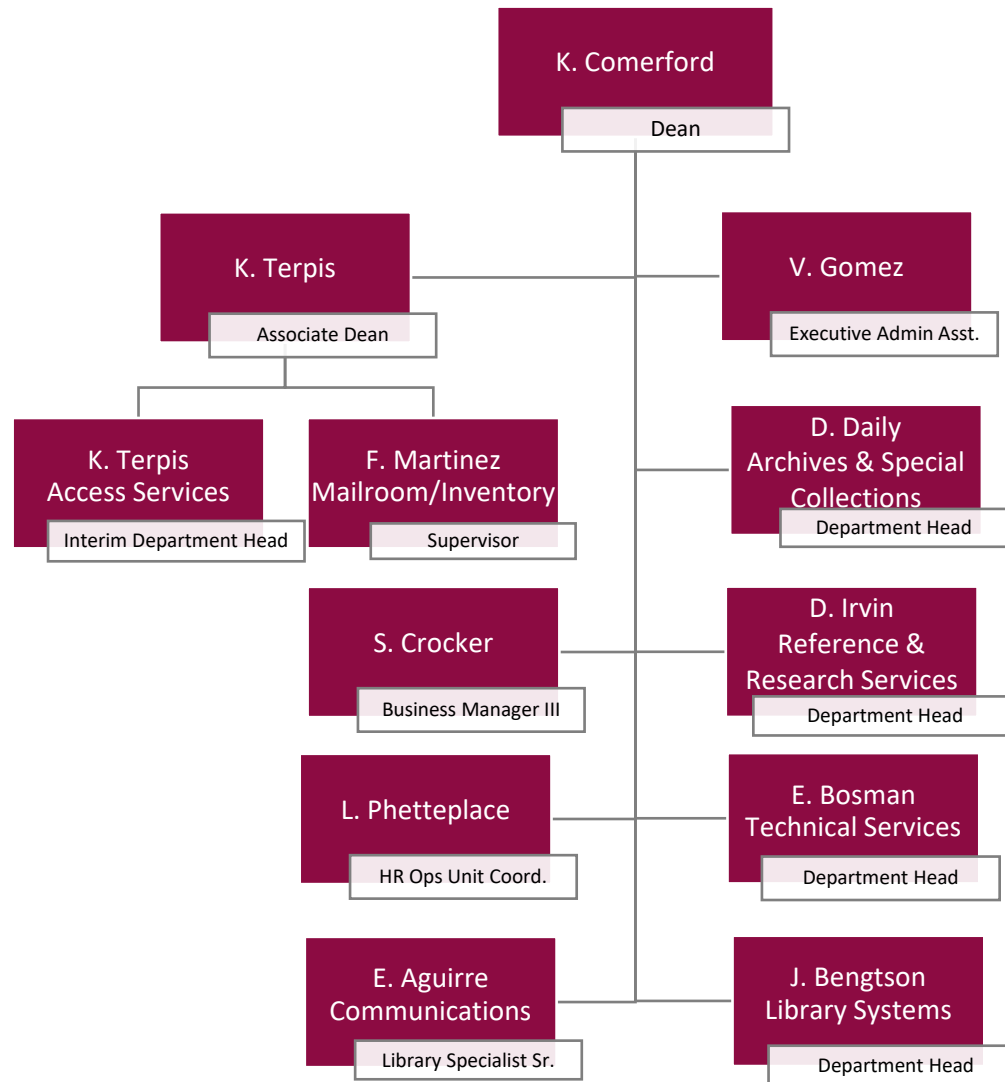 K. Comerford
Dean
K. Terpis
Associate Dean
V. Gomez
Executive Admin Asst.
K. Terpis
Access Services
Interim Department Head
F. Martinez
Mailroom/Inventory
Supervisor
D. Daily
Archives & Special
Collections
Department Head
S. Crocker
Business Manager III
D. Irvin
Reference &
Research Services
Department Head
L. Phetteplace
HR Ops Unit Coord.
E. Bosman
Technical Services
Department Head
E. Aguirre
Communications
Library Specialist Sr.
J. Bengtson
Library Systems
Department Head